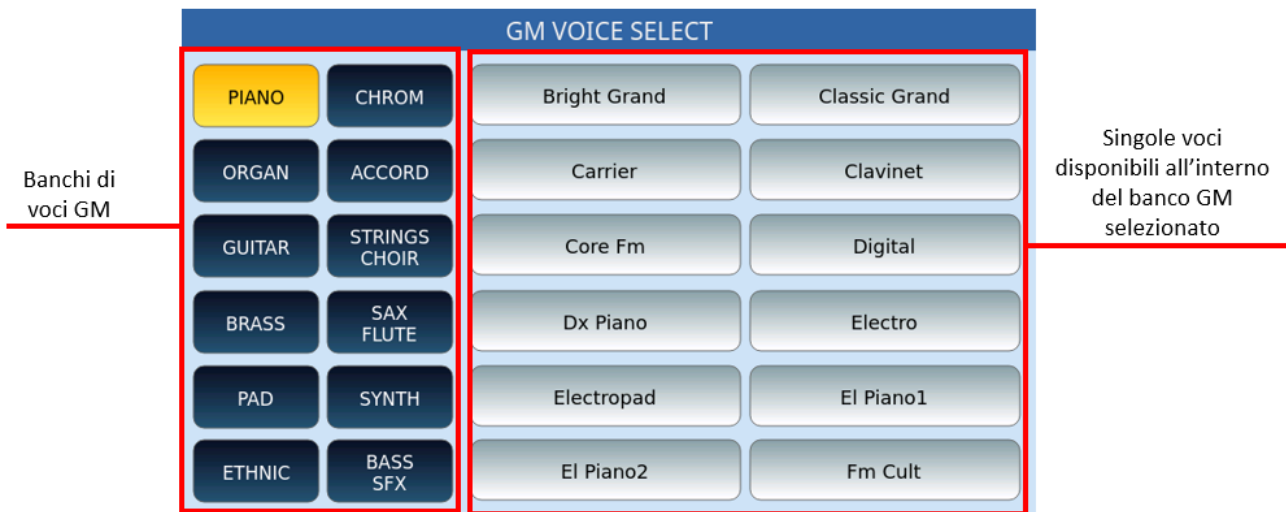 GM VOICE SELECT
Banchi di
voci GM
PIANO
CHROM
ORGAN
ACCORD
GUITAR
STRINGS
CHOIR
BRASS
SAX
FLUTE
PAD
SYNTH
ETHNIC
BASS
SFX
Bright Grand
Classic Grand
Carrier
Clavinet
Core Fm
Digital
Dx Piano
Electro
Electropad
El Piano1
El Piano2
Fm Cult
Singole voci
disponibili all’interno
del banco GM
selezionato